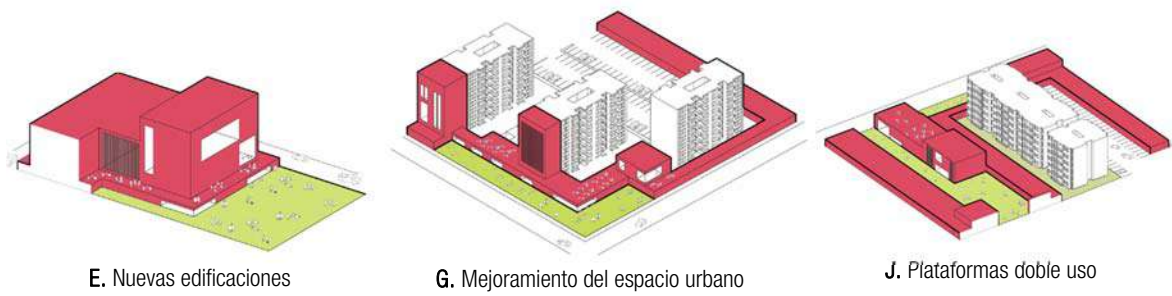 E. Nuevas edificaciones
G. Mejoramiento del espacio urbano
J. Plataformas doble uso